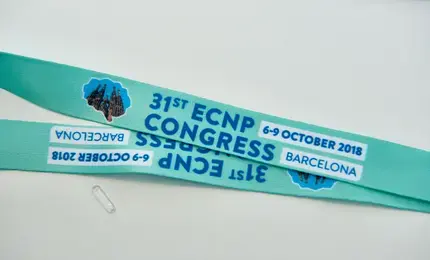 31ST ECNP
CONGRESS
6-9 OCTOBER 2018
BARCELONA
31ST ECNP
CONGRESS
6-9 OCTOBER 2018
BARCELONA